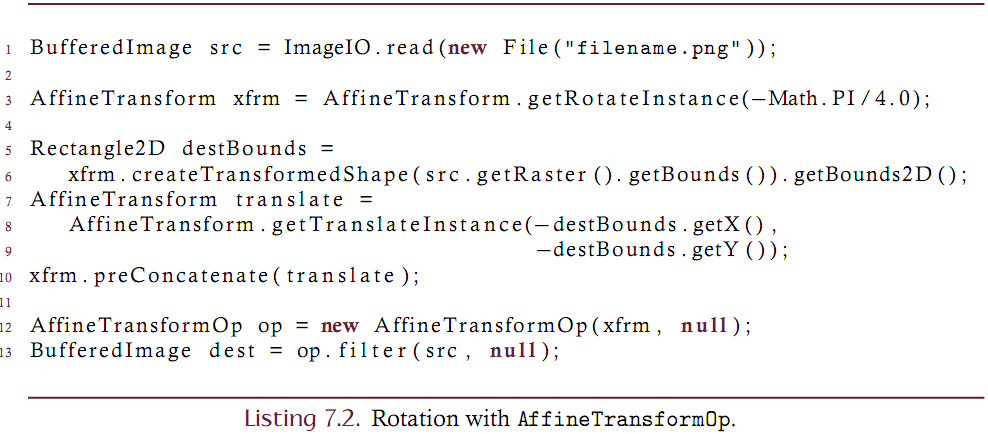 1 BufferedImage src = ImageIO.read(new File("filename.png"));
2
3 AffineTransform xfrm = AffineTransform.getRotateInstance(−Math.PI/4.0);
4
5 Rectangle2D destBounds =
6 xfrm.createTransformedShape(src.getRaster().getBounds()).getBounds2D();
7 AffineTransform translate =
8 AffineTransform.getTranslateInstance(−destBounds.getX(),
9 −destBounds.getY());
10 xfrm.preConcatenate(translate);
11
12 AffineTransformOp op = new AffineTransformOp(xfrm, null);
13 BufferedImage dest = op.filter(src, null);
Listing 7.2. Rotation with AffineTransformOp.